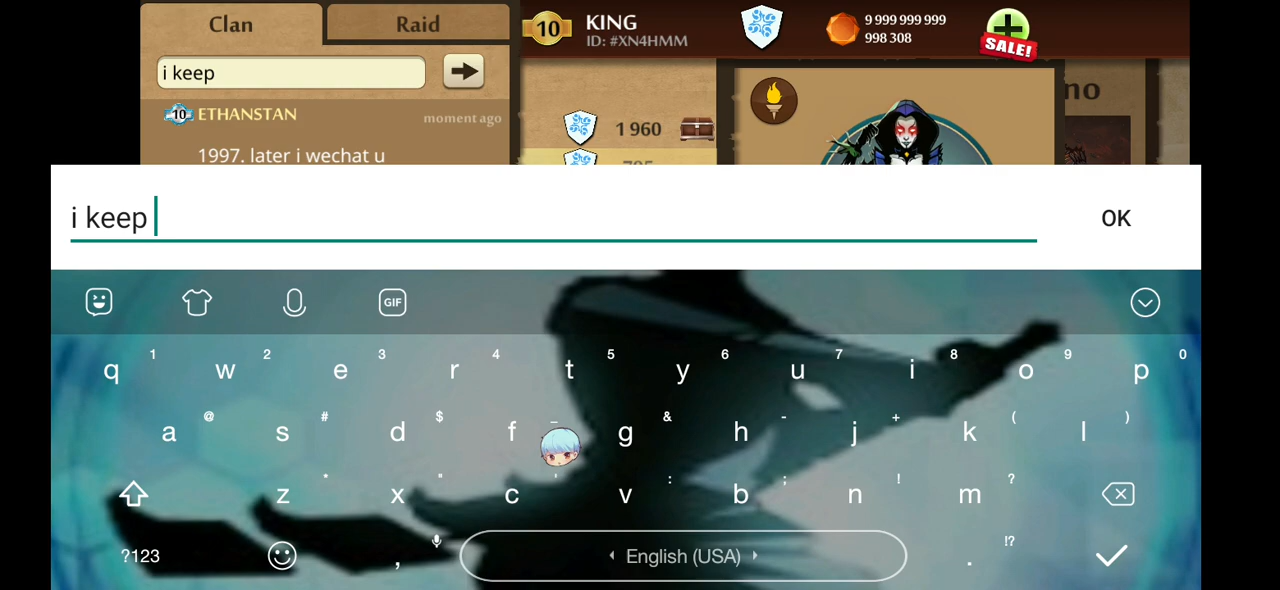 Clan
Raid
10
KING
ID: #XN4HMM
9 999 999 999
998 308
SALE!
i keep
10 ETHANSTAN
moment ago
1997. later i wechat u
1 960
no
i keep
OK
GIF
1 2 3 4 5 6 7 8 9 0
q w e r t y u i o p
@ # $ _ & - + ( )
a s d f g h j k l
* " ' : ; ! ?
z x c v b n m
?123 , English (USA) . !?